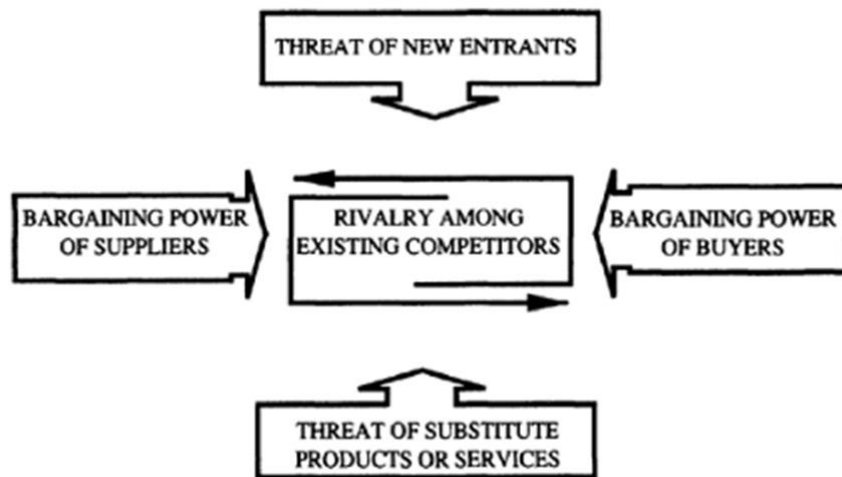 THREAT OF NEW ENTRANTS
BARGAINING POWER
OF SUPPLIERS
RIVALRY AMONG
EXISTING COMPETITORS
BARGAINING POWER
OF BUYERS
THREAT OF SUBSTITUTE
PRODUCTS OR SERVICES